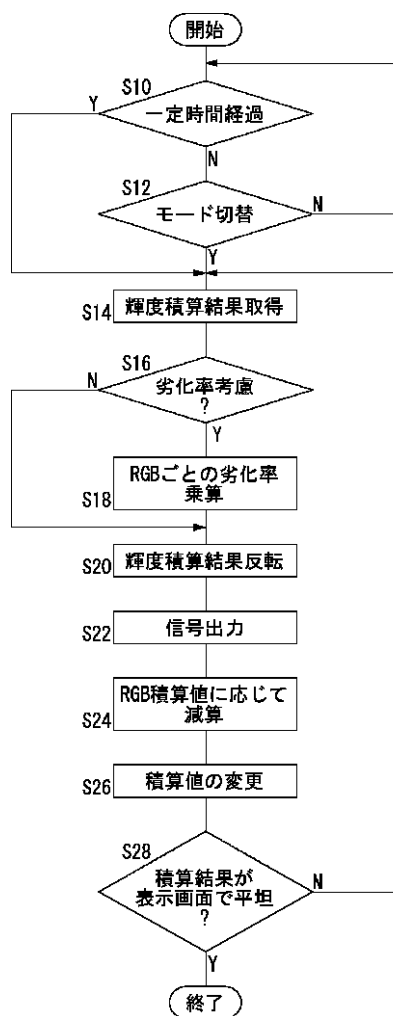 開始
S10
Y
一定時間経過
N
S12
モード切替
N
Y
S14
輝度積算結果取得
S16
N
劣化率考慮
?
Y
RGBごとの劣化率
乗算
S18
輝度積算結果反転
S20
信号出力
S22
RGB積算値に応じて
減算
S24
積算値の変更
S26
S28
積算結果が
表示画面で平坦
?
N
Y
終了